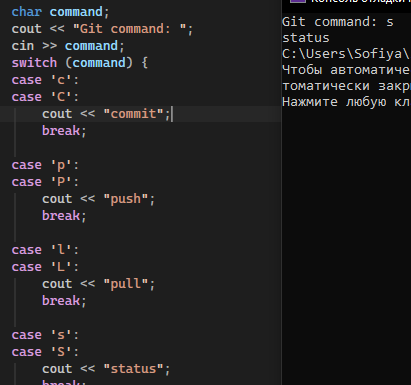 char command;
cout << "Git command: ";
cin >> command;
switch (command) {
case 'c':
case 'C':
cout << "commit";
break;
case 'p':
case 'P':
cout << "push";
break;
case 'l':
case 'L':
cout << "pull";
break;
case 's':
case 'S':
cout << "status";
break;
Git command: s
status
C:\Users\Sofiya\
Чтобы автоматиче
томатически закр
Нажмите любую кл